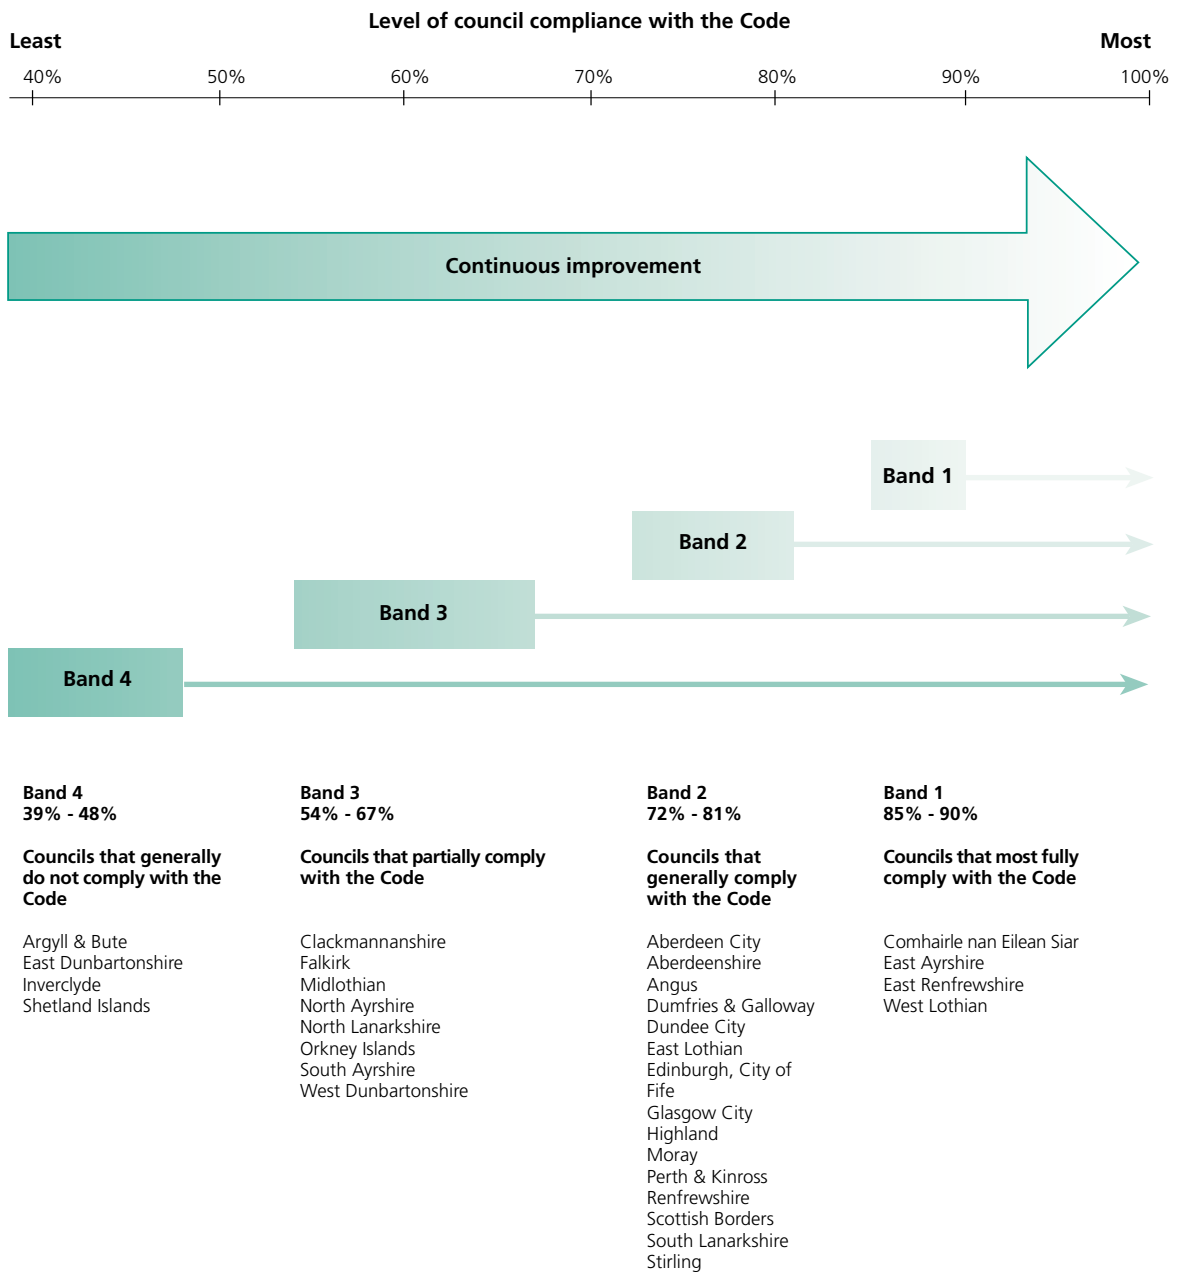 Level of council compliance with the Code
Least
Most
40%
50%
60%
70%
80%
90%
100%
Continuous improvement
Band 1
Band 2
Band 3
Band 4
Band 4
39% - 48%
Councils that generally
do not comply with the
Code
Argyll & Bute
East Dunbartonshire
Inverclyde
Shetland Islands
Band 3
54% - 67%
Councils that partially comply
with the Code
Clackmannanshire
Falkirk
Midlothian
North Ayrshire
North Lanarkshire
Orkney Islands
South Ayrshire
West Dunbartonshire
Band 2
72% - 81%
Councils that
generally comply
with the Code
Aberdeen City
Aberdeenshire
Angus
Dumfries & Galloway
Dundee City
East Lothian
Edinburgh, City of
Fife
Glasgow City
Highland
Moray
Perth & Kinross
Renfrewshire
Scottish Borders
South Lanarkshire
Stirling
Band 1
85% - 90%
Councils that most fully
comply with the Code
Comhairle nan Eilean Siar
East Ayrshire
East Renfrewshire
West Lothian